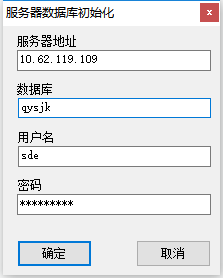 服务器数据库初始化
x
服务器地址
10.62.119.109
数据库
qysjk
用户名
sde
密码
*********
确定
取消